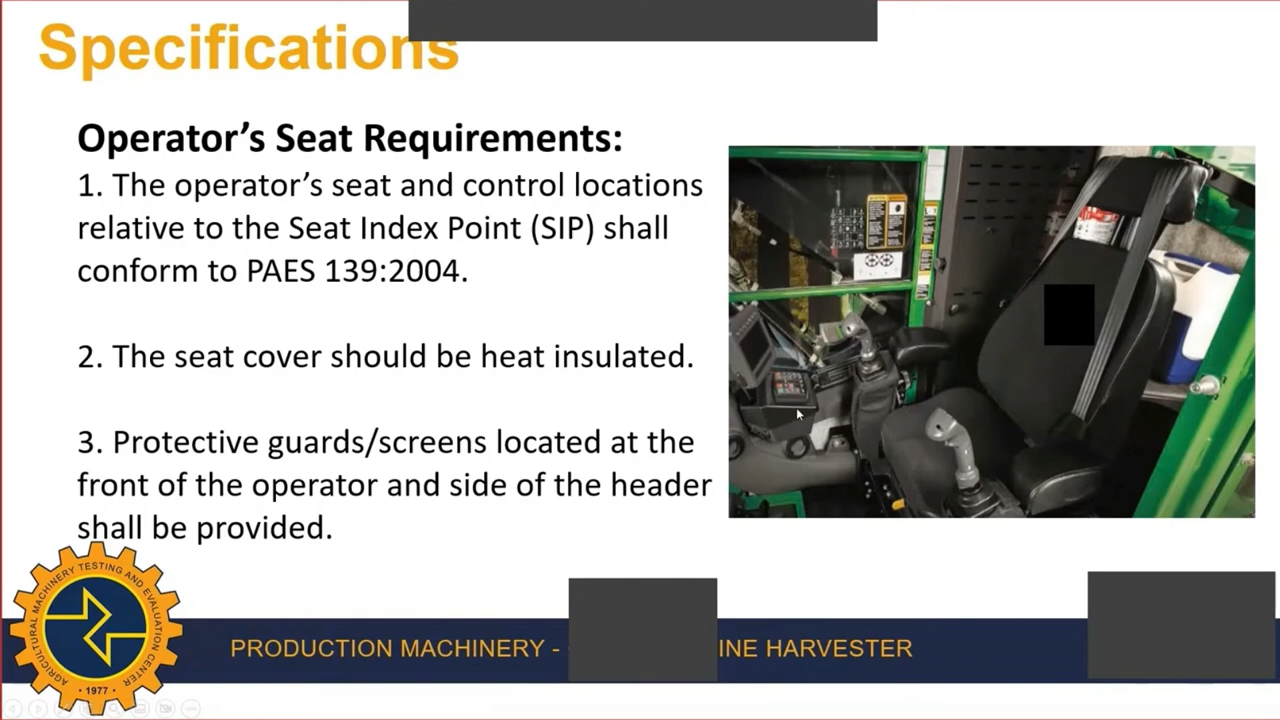 Specifications
Operator’s Seat Requirements:
1. The operator’s seat and control locations
relative to the Seat Index Point (SIP) shall
conform to PAES 139:2004.
2. The seat cover should be heat insulated.
3. Protective guards/screens located at the
front of the operator and side of the header
shall be provided.
AGRICULTURAL MACHINERY TESTING AND EVALUATION CENTER
· 1977 ·
PRODUCTION MACHINERY - INE HARVESTER